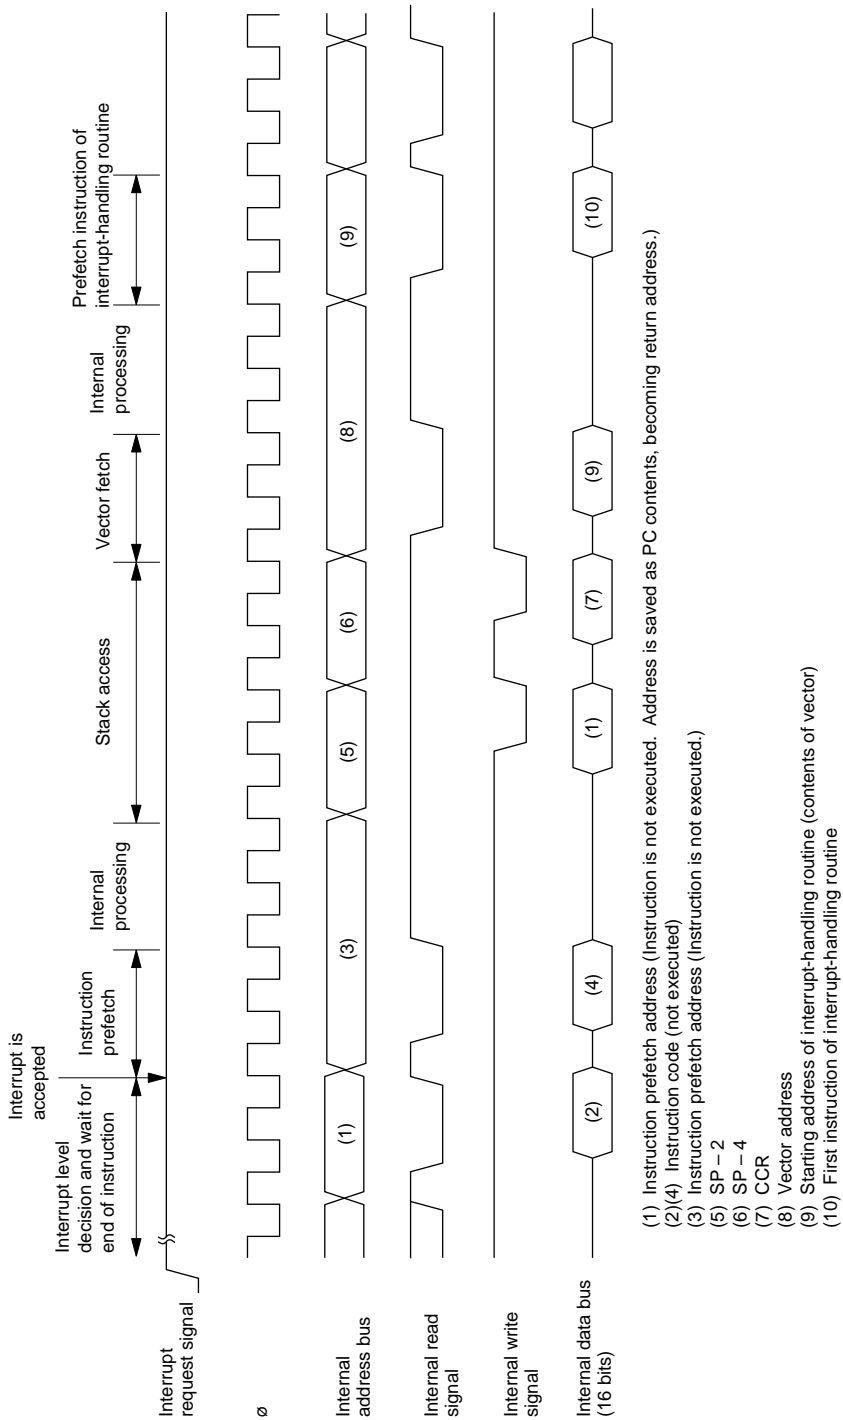 Interrupt is
accepted
Interrupt level
decision and wait for
end of instruction
Instruction
prefetch
Internal
processing
Stack access
Vector fetch
Internal
processing
Prefetch instruction of
interrupt-handling routine
Interrupt
request signal
ø
Internal
address bus
(1)
(3)
(5)
(6)
(8)
(9)
Internal read
signal
Internal write
signal
Internal data bus
(16 bits)
(2)
(4)
(1)
(7)
(9)
(10)
(1) Instruction prefetch address (Instruction is not executed. Address is saved as PC contents, becoming return address.)
(2)(4) Instruction code (not executed)
(3) Instruction prefetch address (Instruction is not executed.)
(5) SP – 2
(6) SP – 4
(7) CCR
(8) Vector address
(9) Starting address of interrupt-handling routine (contents of vector)
(10) First instruction of interrupt-handling routine